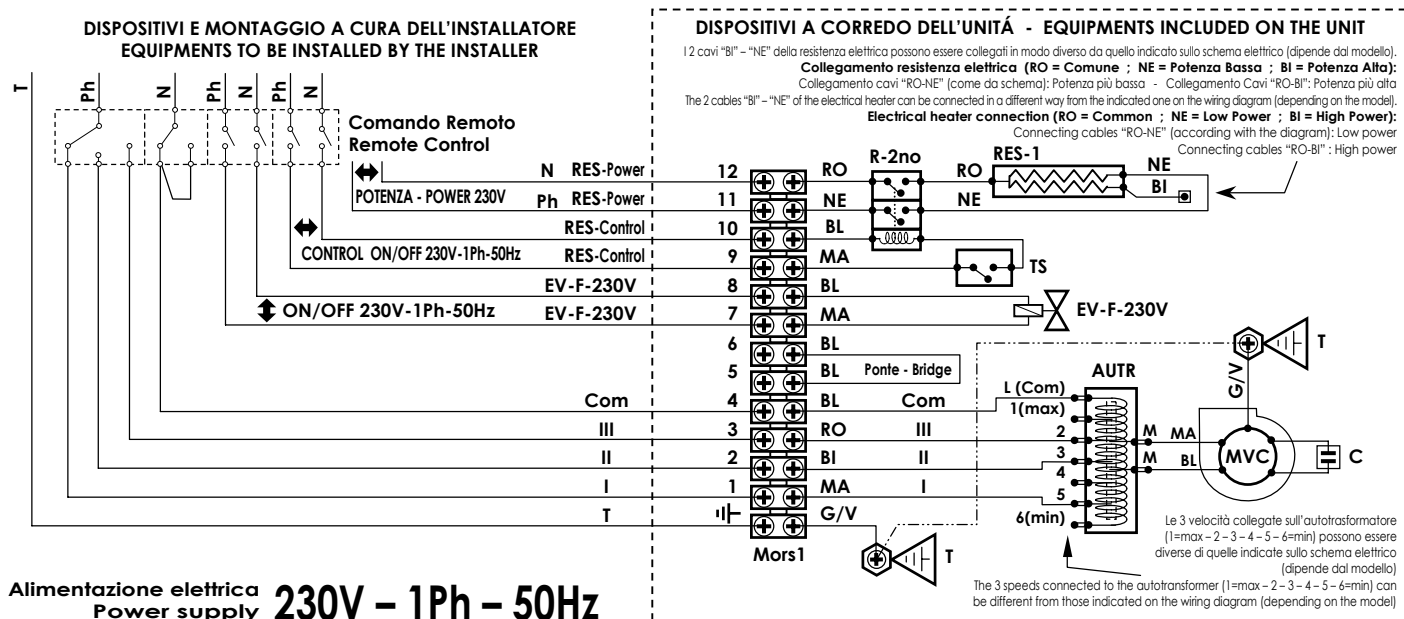 DISPOSITIVI E MONTAGGIO A CURA DELL'INSTALLATORE
EQUIPMENTS TO BE INSTALLED BY THE INSTALLER
DISPOSITIVI A CORREDO DELL'UNITÁ - EQUIPMENTS INCLUDED ON THE UNIT
I 2 cavi "BI" – "NE" della resistenza elettrica possono essere collegati in modo diverso da quello indicato sullo schema elettrico (dipende dal modello).
Collegamento resistenza elettrica (RO = Comune ; NE = Potenza Bassa ; BI = Potenza Alta):
Collegamento cavi "RO-NE" (come da schema): Potenza più bassa - Collegamento Cavi "RO-BI": Potenza più alta
The 2 cables "BI" – "NE" of the electrical heater can be connected in a different way from the indicated one on the wiring diagram (depending on the model).
Electrical heater connection (RO = Common ; NE = Low Power ; BI = High Power):
Connecting cables "RO-NE" (according with the diagram): Low power
Connecting cables "RO-BI" : High power
T
Ph
N
Ph
N
Ph
N
Comando Remoto
Remote Control
N RES-Power 12 RO
R-2no
RO
RES-1
NE
BI
POTENZA - POWER 230V
Ph RES-Power 11 NE
NE
RES-Control 10 BL
CONTROL ON/OFF 230V-1Ph-50Hz
RES-Control 9 MA
TS
EV-F-230V 8 BL
ON/OFF 230V-1Ph-50Hz
EV-F-230V 7 MA
EV-F-230V
6 BL
5 BL
Ponte - Bridge
Com 4 BL Com
III 3 RO III
II 2 BI II
I 1 MA I
T G/V
Mors1
T
AUTR
L (Com)
1(max)
2
3
4
5
6(min)
M MA
M BL
MVC
C
G/V
T
Le 3 velocità collegate sull'autotrasformatore
(1=max – 2 – 3 – 4 – 5 – 6=min) possono essere
diverse di quelle indicate sullo schema elettrico
(dipende dal modello)
The 3 speeds connected to the autotransformer (1=max – 2 – 3 – 4 – 5 – 6=min) can
be different from those indicated on the wiring diagram (depending on the model)
Alimentazione elettrica
Power supply
230V – 1Ph – 50Hz